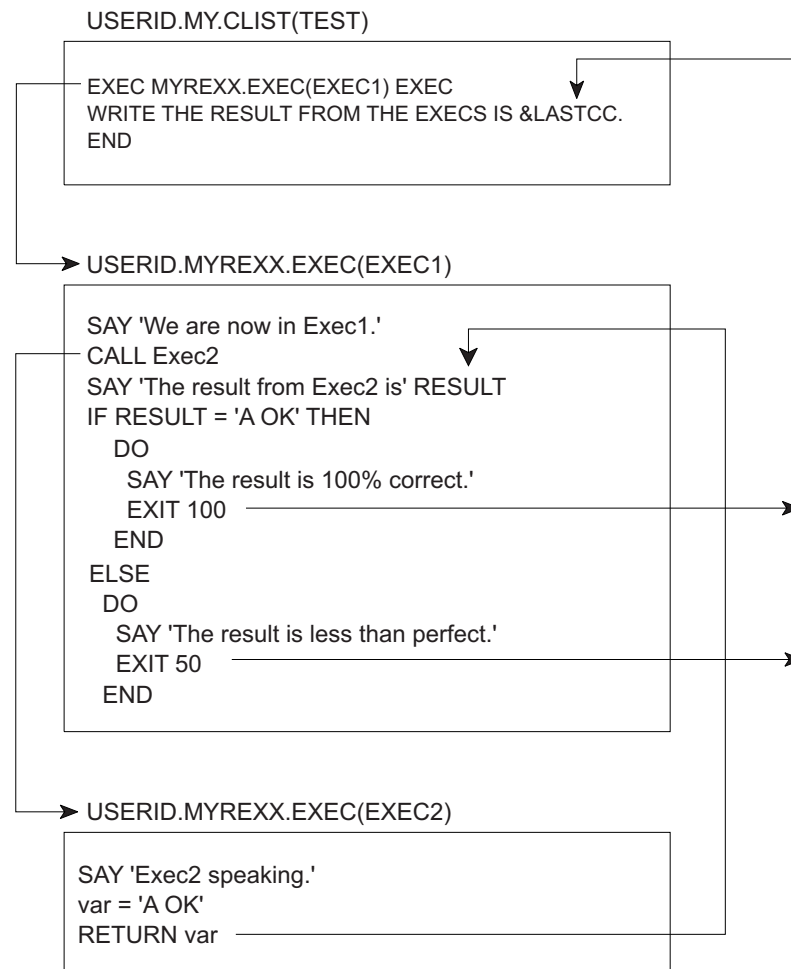 USERID.MY.CLIST(TEST)
EXEC MYREXX.EXEC(EXEC1) EXEC
WRITE THE RESULT FROM THE EXECS IS &LASTCC.
END
USERID.MYREXX.EXEC(EXEC1)
SAY 'We are now in Exec1.'
CALL Exec2
SAY 'The result from Exec2 is' RESULT
IF RESULT = 'A OK' THEN
DO
SAY 'The result is 100% correct.'
EXIT 100
END
ELSE
DO
SAY 'The result is less than perfect.'
EXIT 50
END
USERID.MYREXX.EXEC(EXEC2)
SAY 'Exec2 speaking.'
var = 'A OK'
RETURN var